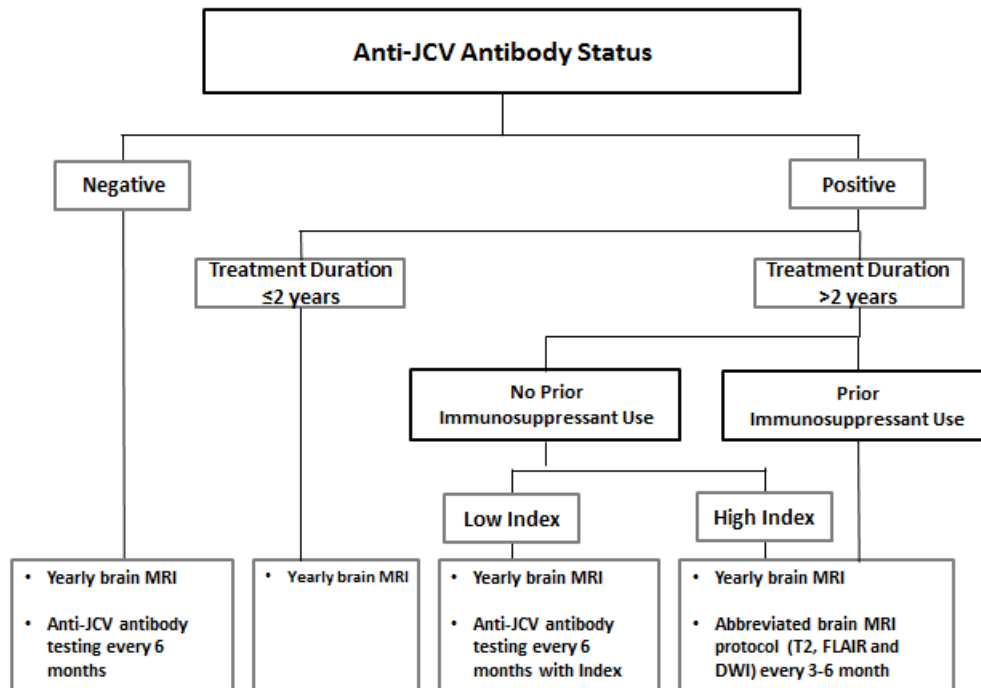 Anti-JCV Antibody Status
Negative
Positive
Treatment Duration
≤2 years
Treatment Duration
>2 years
No Prior
Immunosuppressant Use
Prior
Immunosuppressant Use
Low Index
High Index
• Yearly brain MRI
• Anti-JCV antibody
testing every 6
months
• Yearly brain MRI
• Yearly brain MRI
• Anti-JCV antibody
testing every 6
months with Index
• Yearly brain MRI
• Abbreviated brain MRI
protocol (T2, FLAIR and
DWI) every 3-6 month